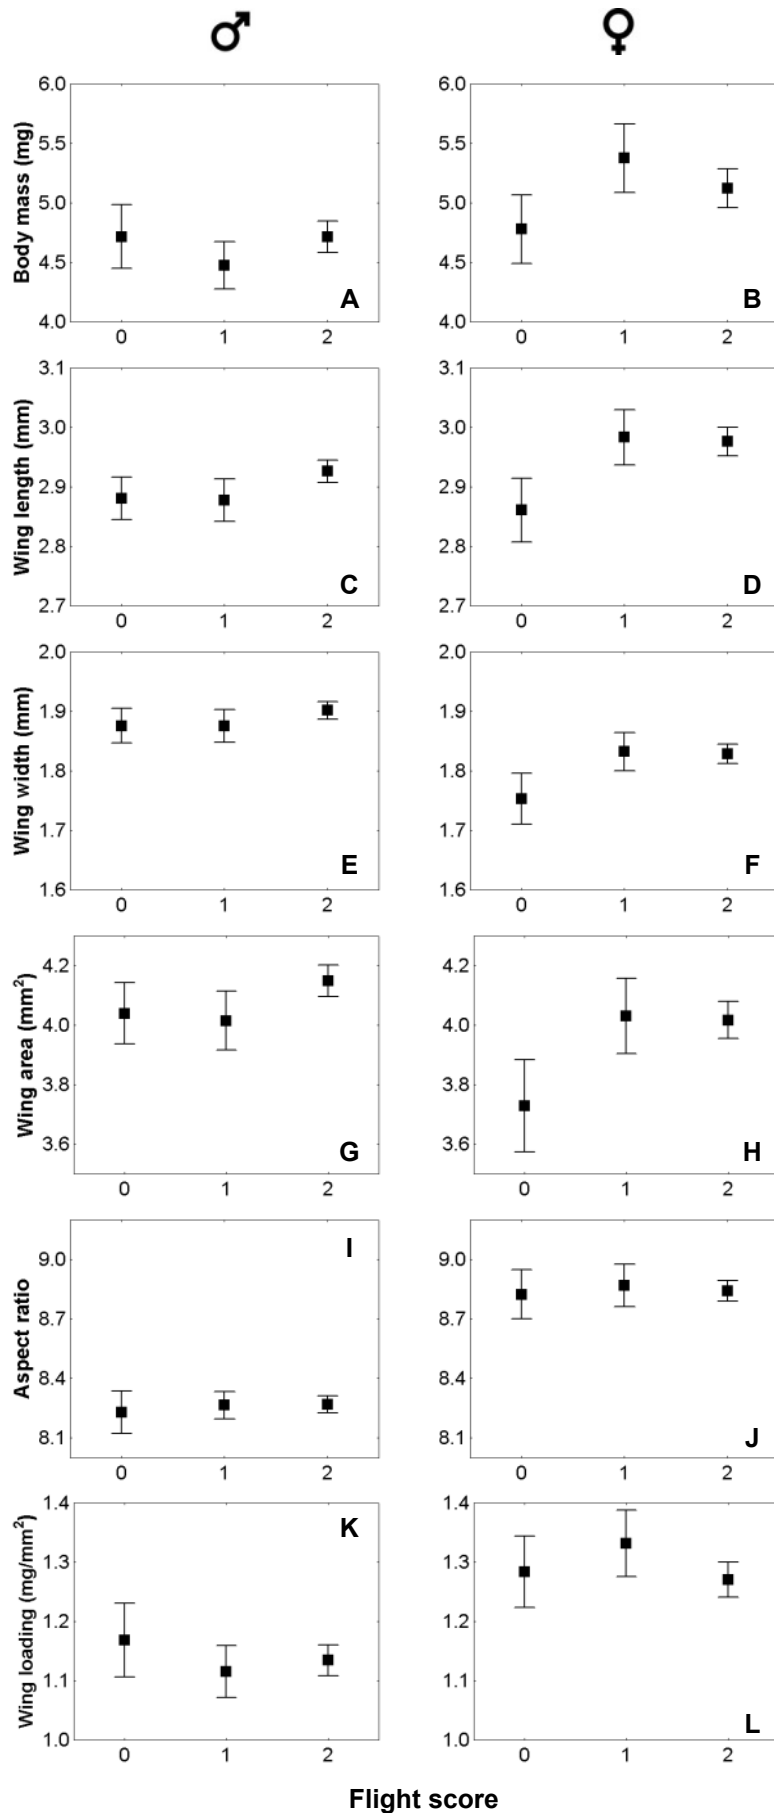 ♂ ♀
Body mass (mg)
6.0 6.0
5.5 5.5
5.0 5.0
4.5 4.5
A B
4.0 4.0
0 1 2 0 1 2
Wing length (mm)
3.1 3.1
3.0 3.0
2.9 2.9
2.8 2.8
C D
2.7 2.7
0 1 2 0 1 2
Wing width (mm)
2.0 2.0
1.9 1.9
1.8 1.8
1.7 1.7
E F
1.6 1.6
0 1 2 0 1 2
Wing area (mm²)
4.2 4.2
4.0 4.0
3.8 3.8
3.6 3.6
G H
0 1 2 0 1 2
Aspect ratio
I
9.0 9.0
8.7 8.7
8.4 8.4
8.1 8.1
J
0 1 2 0 1 2
Wing loading (mg/mm²)
1.4 1.4
K
1.3 1.3
1.2 1.2
1.1 1.1
L
1.0 1.0
0 1 2 0 1 2
Flight score